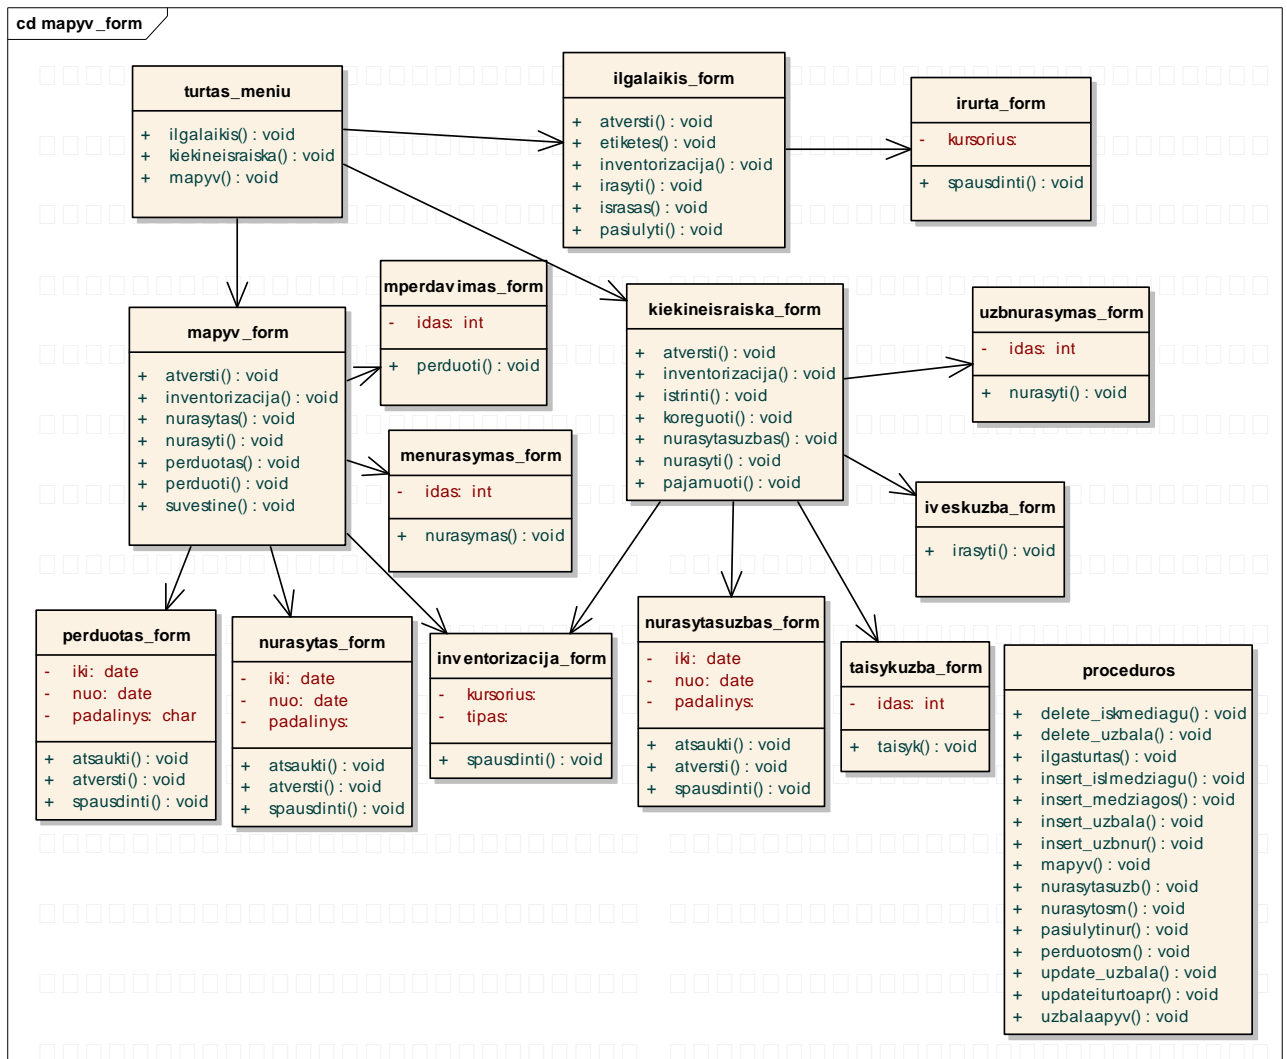 cd mapyv_form
turtas_meniu
+ ilgalaikis() : void
+ kiekineisraiska() : void
+ mapyv() : void
ilgalaikis_form
+ atversti() : void
+ etiketes() : void
+ inventorizacija() : void
+ irasyti() : void
+ israsas() : void
+ pasiulyti() : void
irurta_form
- kursorius:
+ spausdinti() : void
mapyv_form
+ atversti() : void
+ inventorizacija() : void
+ nurasytas() : void
+ nurasyti() : void
+ perduotas() : void
+ perduoti() : void
+ suvestine() : void
mperdavimas_form
- idas: int
+ perduoti() : void
kiekineisraiska_form
+ atversti() : void
+ inventorizacija() : void
+ istrinti() : void
+ koreguoti() : void
+ nurasytasuzbas() : void
+ nurasyti() : void
+ pajamuoti() : void
uzbnurasymas_form
- idas: int
+ nurasyti() : void
menurasymas_form
- idas: int
+ nurasymas() : void
iveskuzba_form
+ irasyti() : void
perduotas_form
- iki: date
- nuo: date
- padalinys: char
+ atsaukti() : void
+ atversti() : void
+ spausdinti() : void
nurasytas_form
- iki: date
- nuo: date
- padalinys:
+ atsaukti() : void
+ atversti() : void
+ spausdinti() : void
inventorizacija_form
- kursorius:
- tipas:
+ spausdinti() : void
nurasytasuzbas_form
- iki: date
- nuo: date
- padalinys:
+ atsaukti() : void
+ atversti() : void
+ spausdinti() : void
taisykuzba_form
- idas: int
+ taisyk() : void
proceduros
+ delete_iskmediagu() : void
+ delete_uzbala() : void
+ ilgasturtas() : void
+ insert_islmedziagu() : void
+ insert_medziagos() : void
+ insert_uzbala() : void
+ insert_uzbnur() : void
+ mapyv() : void
+ nurasytasuzb() : void
+ nurasytosm() : void
+ pasiulytinur() : void
+ perduotosm() : void
+ update_uzbala() : void
+ updateiturtoapr() : void
+ uzbalaapyv() : void